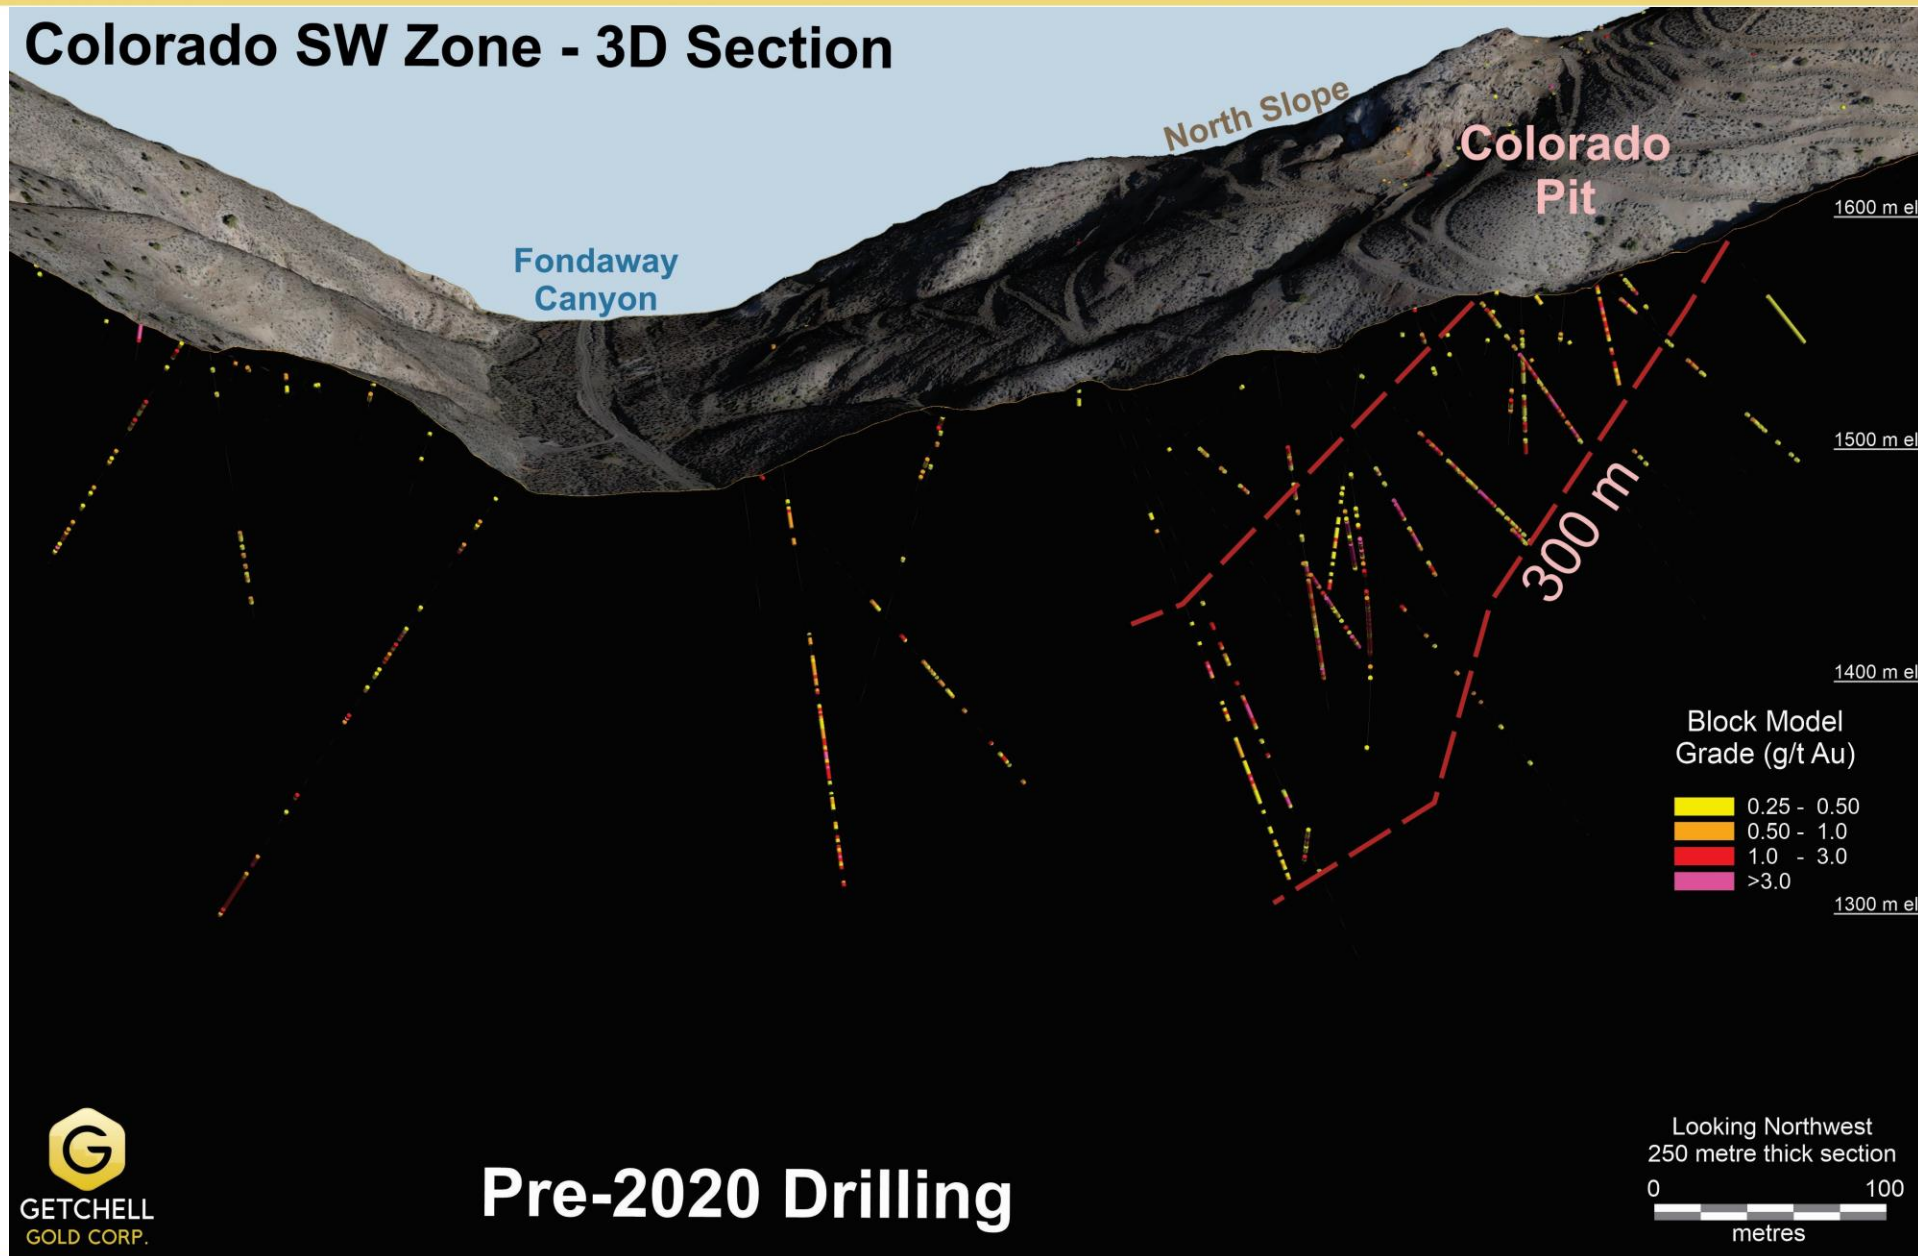 Colorado SW Zone - 3D Section
North Slope
Colorado
Pit
Fondaway
Canyon
1600 m el
1500 m el
300 m
1400 m el
Block Model
Grade (g/t Au)
0.25 - 0.50
0.50 - 1.0
1.0 - 3.0
>3.0
1300 m el
G
GETCHELL
GOLD CORP.
Pre-2020 Drilling
Looking Northwest
250 metre thick section
0 100
metres